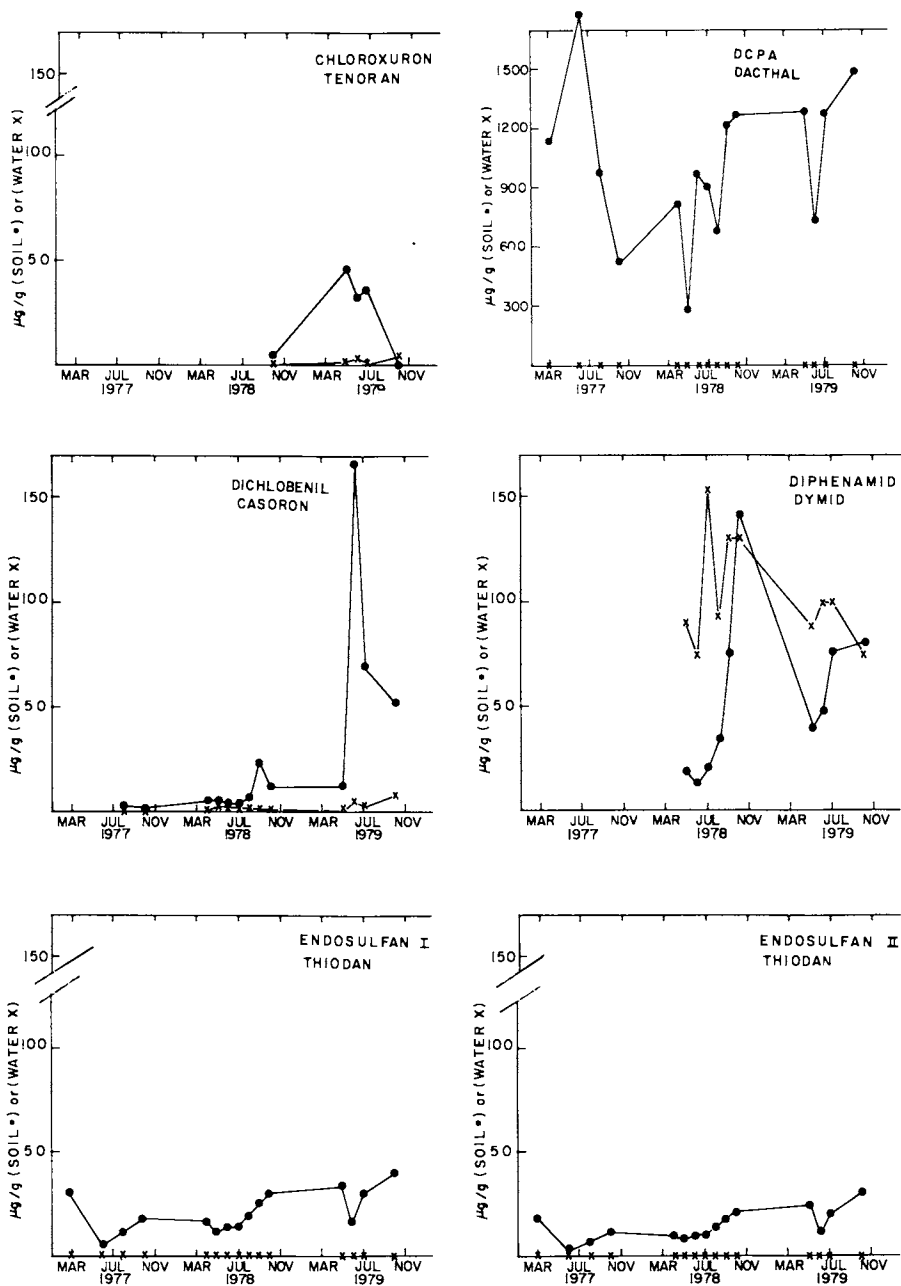 CHLOROXURON
TENORAN
150
100
50
µg/g (SOIL •) or (WATER X)
MAR JUL NOV MAR JUL NOV MAR JUL NOV
1977 1978 1979
DCPA
DACTHAL
1500
1200
900
600
300
µg/g (SOIL •) or (WATER X)
MAR JUL NOV MAR JUL NOV MAR JUL NOV
1977 1978 1979
DICHLOBENIL
CASORON
150
100
50
µg/g (SOIL •) or (WATER X)
MAR JUL NOV MAR JUL NOV MAR JUL NOV
1977 1978 1979
DIPHENAMID
DYMID
150
100
50
µg/g (SOIL •) or (WATER X)
MAR JUL NOV MAR JUL NOV MAR JUL NOV
1977 1978 1979
ENDOSULFAN I
THIODAN
150
100
50
µg/g (SOIL •) or (WATER X)
MAR JUL NOV MAR JUL NOV MAR JUL NOV
1977 1978 1979
ENDOSULFAN II
THIODAN
150
100
50
µg/g (SOIL •) or (WATER X)
MAR JUL NOV MAR JUL NOV MAR JUL NOV
1977 1978 1979